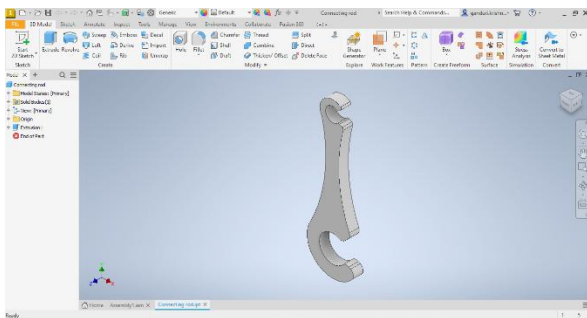 Generic
Default
Connecting rod
Search Help & Commands...
File
3D Model
Sketch
Annotate
Inspect
Tools
Manage
View
Environments
Collaborate
Fusion 360
Start
2D Sketch
Extrude
Revolve
Sweep
Emboss
Decal
Loft
Derive
Import
Coil
Rib
Unwrap
Hole
Fillet
Chamfer
Thread
Split
Shell
Combine
Direct
Draft
Thicken/ Offset
Delete Face
Shape
Generator
Plane
Box
Stress
Analysis
Convert to
Sheet Metal
Sketch
Create
Modify
Explore
Work Features
Pattern
Create Freeform
Surface
Simulation
Convert
Model
Connecting rod
Model States: [Primary]
Solid Bodies(1)
View: [Primary]
Origin
Extrusion1
End of Part
Home
Assembly1.iam
Connecting rod.ipt
Ready